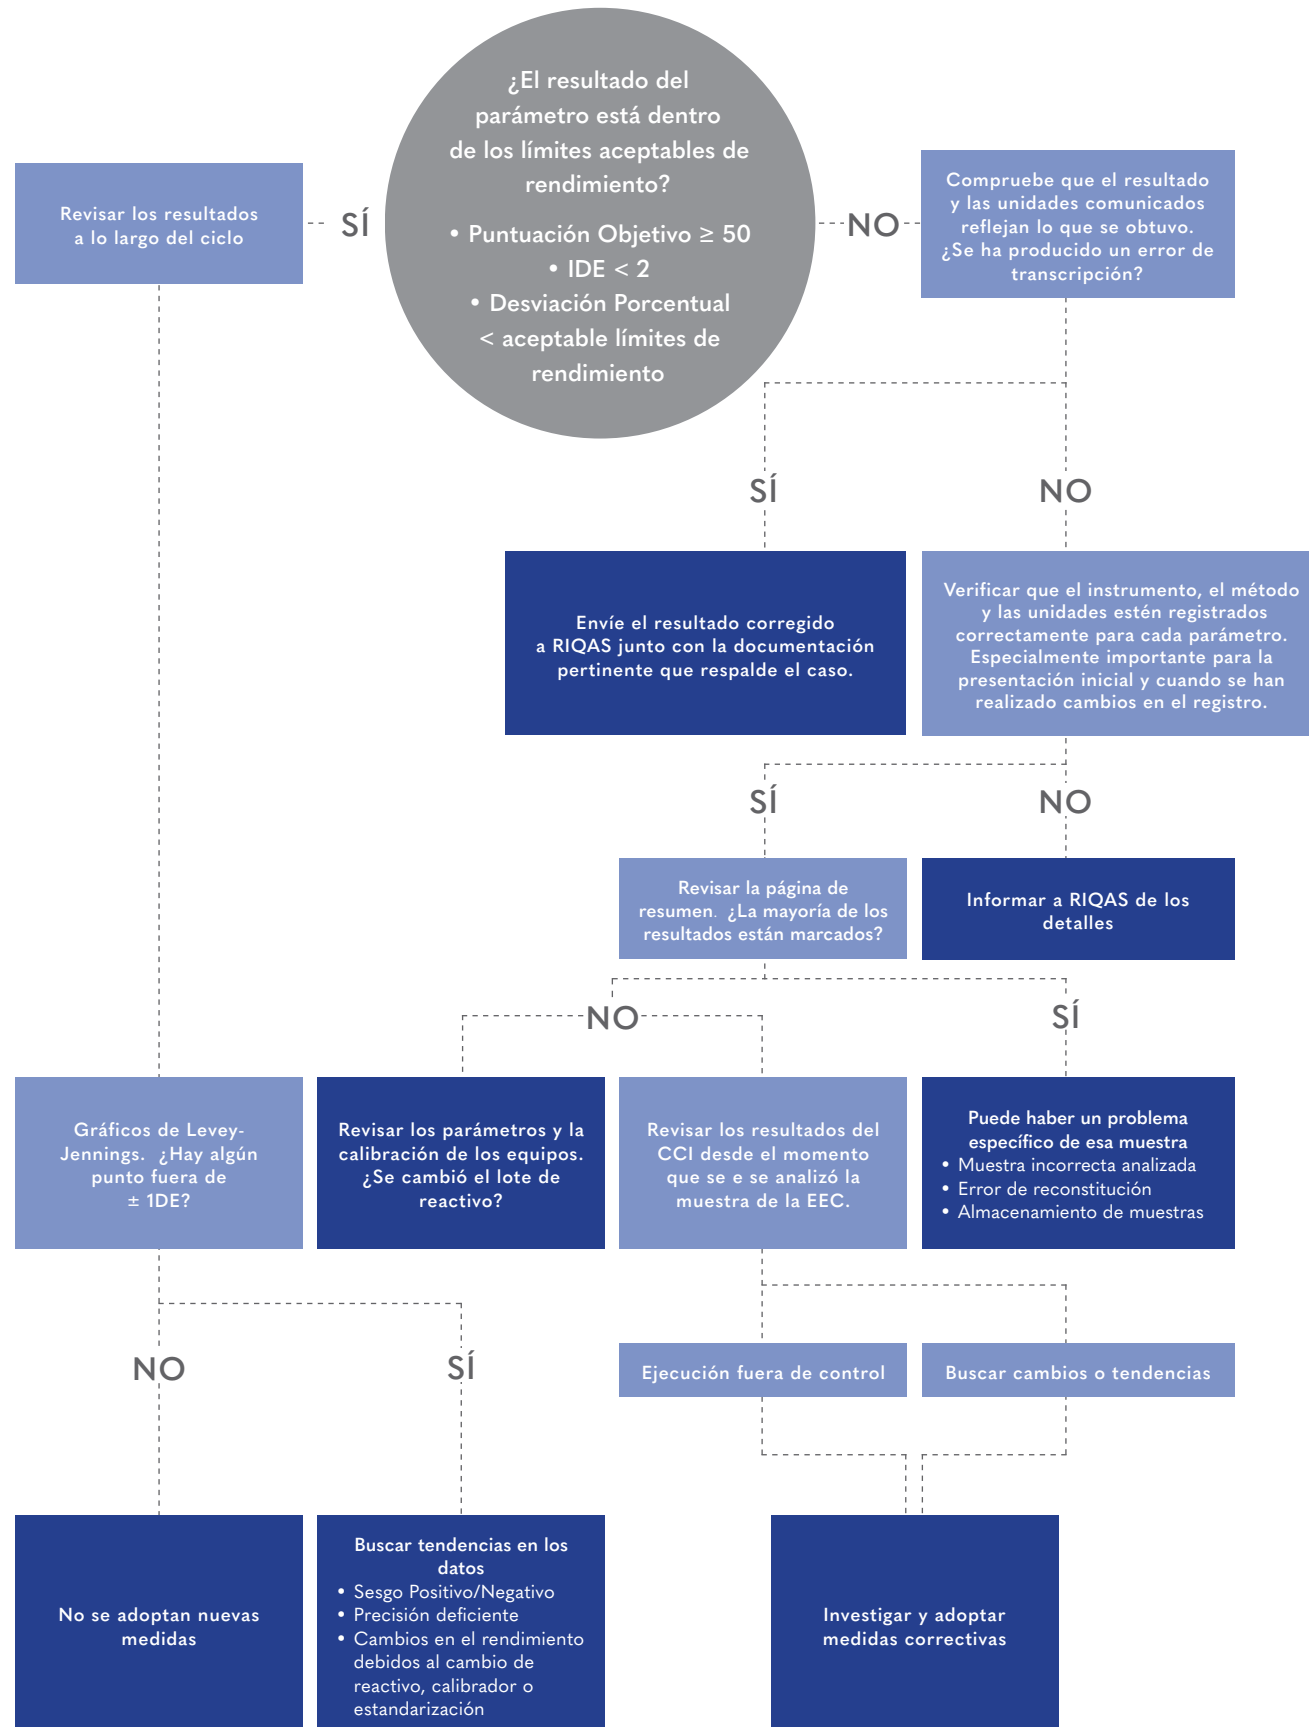 ¿El resultado del
parámetro está dentro
de los límites aceptables de
rendimiento?
• Puntuación Objetivo ≥ 50
• IDE < 2
• Desviación Porcentual
< aceptable límites de
rendimiento
SÍ
NO
Revisar los resultados
a lo largo del ciclo
Compruebe que el resultado
y las unidades comunicados
reflejan lo que se obtuvo.
¿Se ha producido un error de
transcripción?
SÍ
NO
Envíe el resultado corregido
a RIQAS junto con la documentación
pertinente que respalde el caso.
Verificar que el instrumento, el método
y las unidades estén registrados
correctamente para cada parámetro.
Especialmente importante para la
presentación inicial y cuando se han
realizado cambios en el registro.
SÍ
NO
Revisar la página de
resumen. ¿La mayoría de los
resultados están marcados?
Informar a RIQAS de los
detalles
NO
SÍ
Gráficos de Levey-
Jennings. ¿Hay algún
punto fuera de
± 1DE?
Revisar los parámetros y la
calibración de los equipos.
¿Se cambió el lote de
reactivo?
Revisar los resultados del
CCI desde el momento
que se e se analizó la
muestra de la EEC.
Puede haber un problema
específico de esa muestra
• Muestra incorrecta analizada
• Error de reconstitución
• Almacenamiento de muestras
NO
SÍ
Ejecución fuera de control
Buscar cambios o tendencias
No se adoptan nuevas
medidas
Buscar tendencias en los
datos
• Sesgo Positivo/Negativo
• Precisión deficiente
• Cambios en el rendimiento
debidos al cambio de
reactivo, calibrador o
estandarización
Investigar y adoptar
medidas correctivas